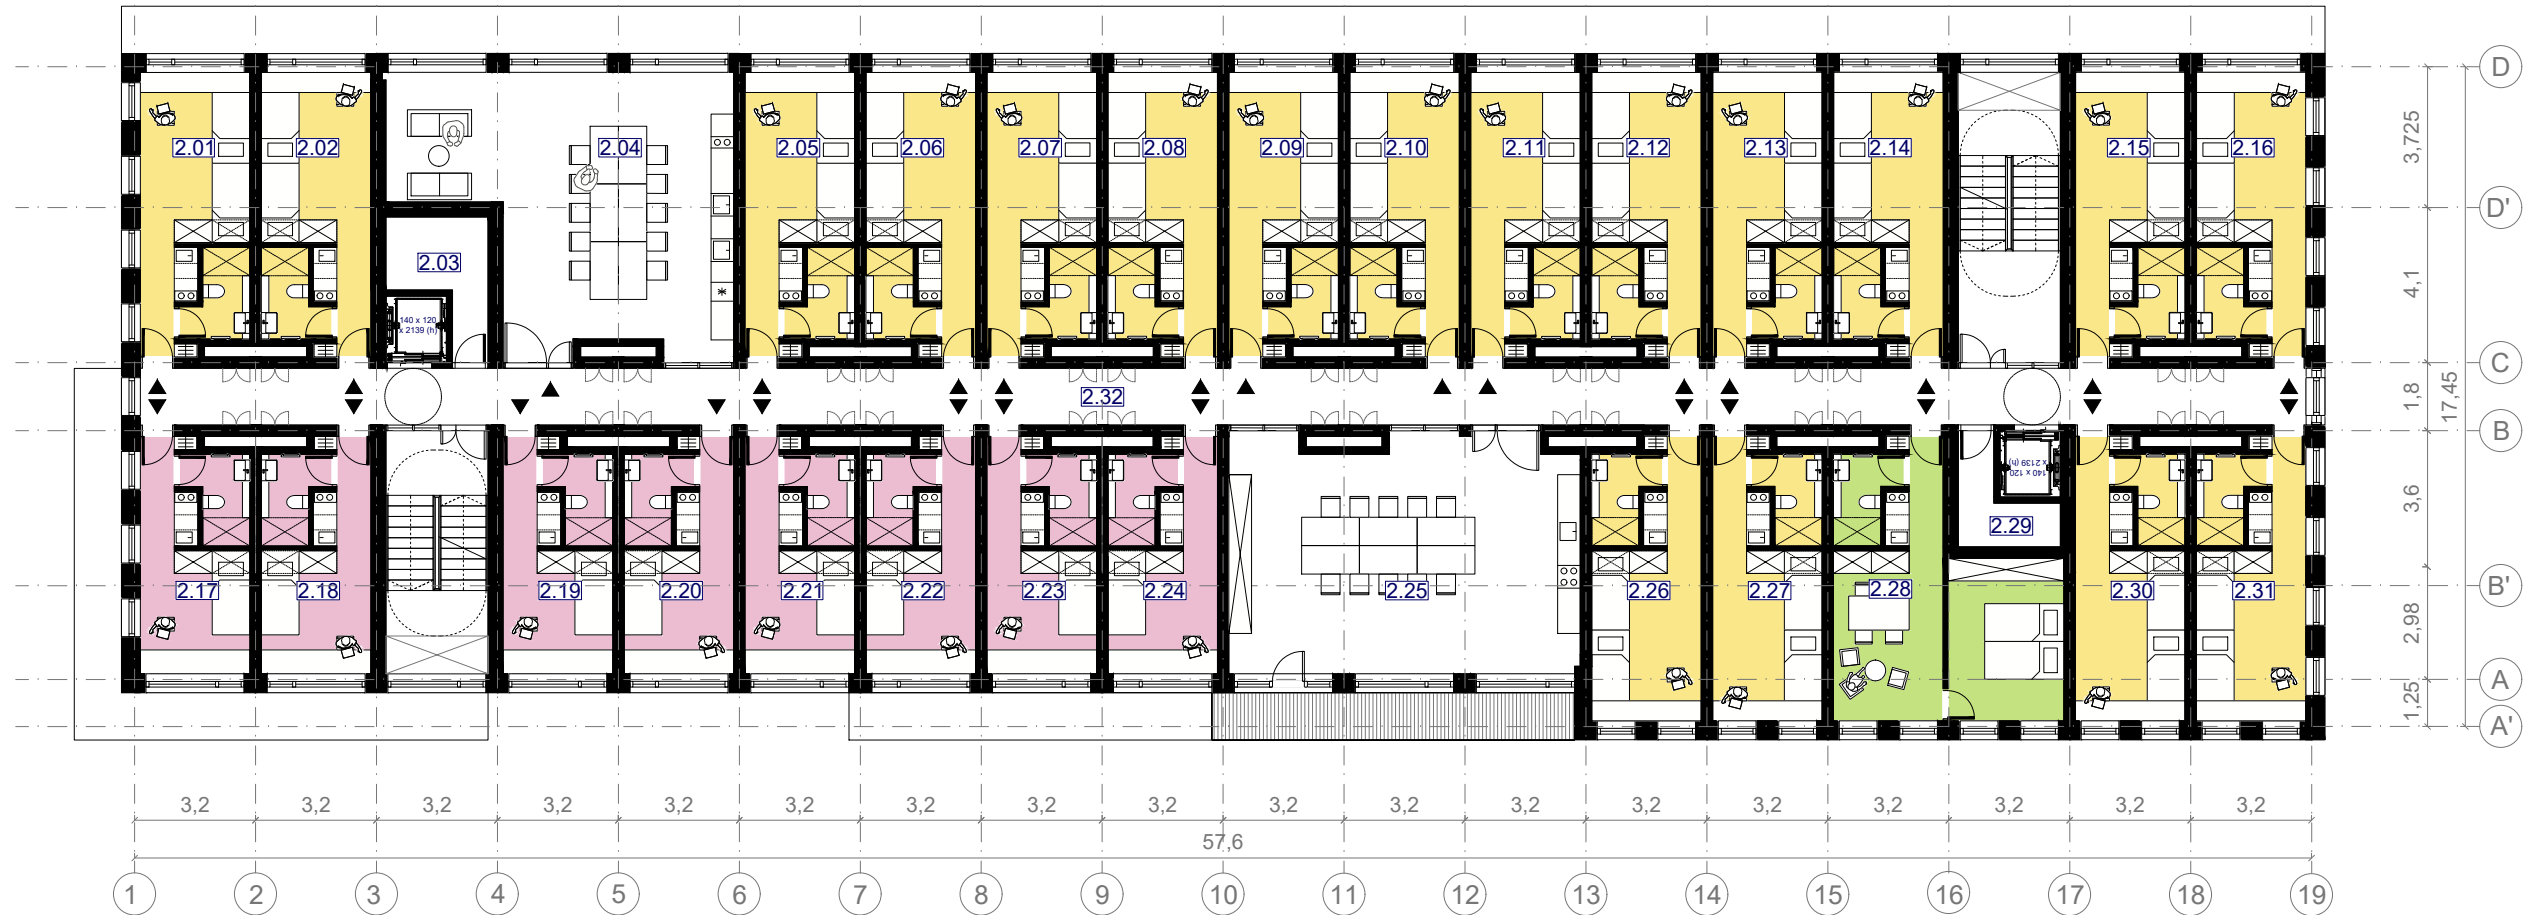 D
2.01 2.02 2.04 2.05 2.06 2.07 2.08 2.09 2.10 2.11 2.12 2.13 2.14 2.15 2.16
3,725
D'
2.03
4,1
140 x 120
x 2139 (h)
C
2.32
1,8
17,45
B
140 x 120
x 2139 (h)
3,6
2.29
2.17 2.18 2.19 2.20 2.21 2.22 2.23 2.24 2.25 2.26 2.27 2.28 2.30 2.31
B'
2,98
A
1,25
A'
3,2 3,2 3,2 3,2 3,2 3,2 3,2 3,2 3,2 3,2 3,2 3,2 3,2 3,2 3,2 3,2 3,2 3,2
57,6
1 2 3 4 5 6 7 8 9 10 11 12 13 14 15 16 17 18 19